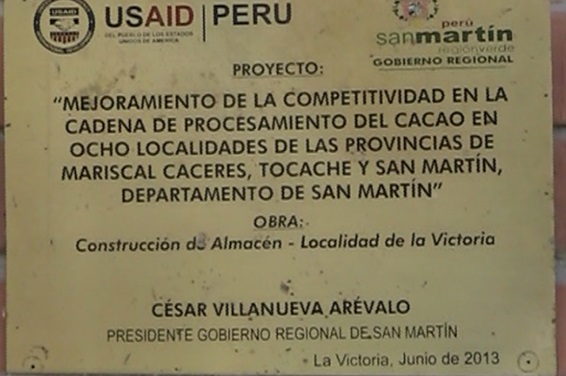 USAID
USAID | PERU
DEL PUEBLO DE LOS ESTADOS
UNIDOS DE AMERICA
perú
sanmartín
regiónverde
GOBIERNO REGIONAL
PROYECTO:
“MEJORAMIENTO DE LA COMPETITIVIDAD EN LA
CADENA DE PROCESAMIENTO DEL CACAO EN
OCHO LOCALIDADES DE LAS PROVINCIAS DE
MARISCAL CACERES, TOCACHE Y SAN MARTÍN,
DEPARTAMENTO DE SAN MARTÍN”
OBRA:
Construcción de Almacén - Localidad de la Victoria
CÉSAR VILLANUEVA ARÉVALO
PRESIDENTE GOBIERNO REGIONAL DE SAN MARTÍN
La Victoria, Junio de 2013